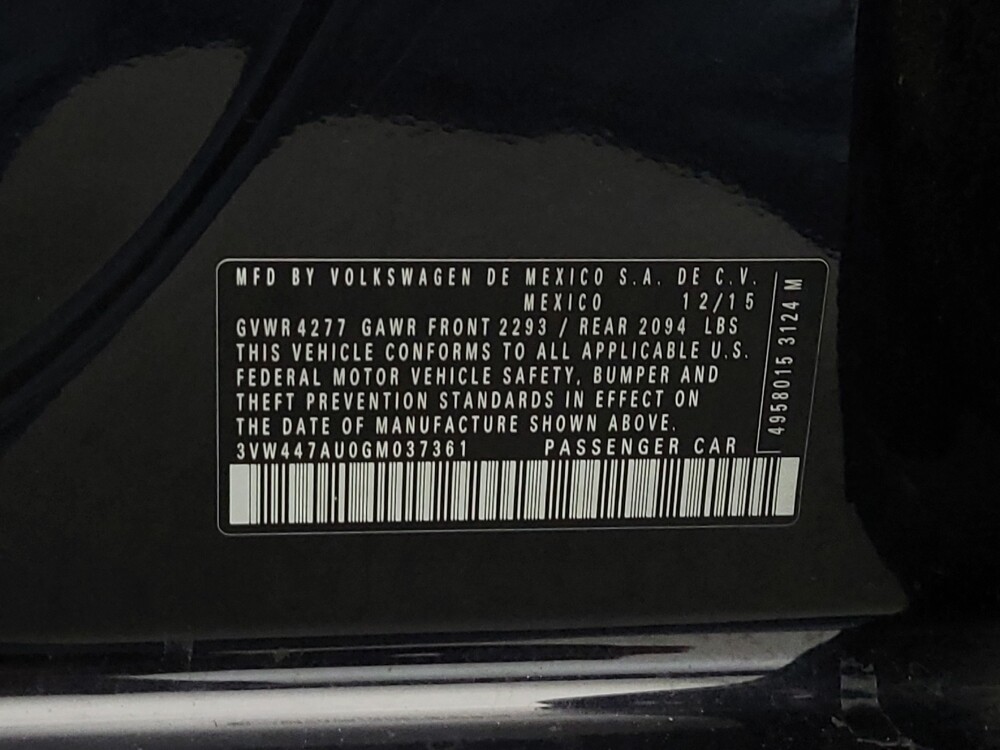 MFD BY VOLKSWAGEN DE MEXICO S.A. DE C.V.
MEXICO 12/15
GVWR 4277 GAWR FRONT 2293 / REAR 2094 LBS
THIS VEHICLE CONFORMS TO ALL APPLICABLE U.S.
FEDERAL MOTOR VEHICLE SAFETY, BUMPER AND
THEFT PREVENTION STANDARDS IN EFFECT ON
THE DATE OF MANUFACTURE SHOWN ABOVE.
3VW447AU0GM037361 PASSENGER CAR
4958015 3124 M